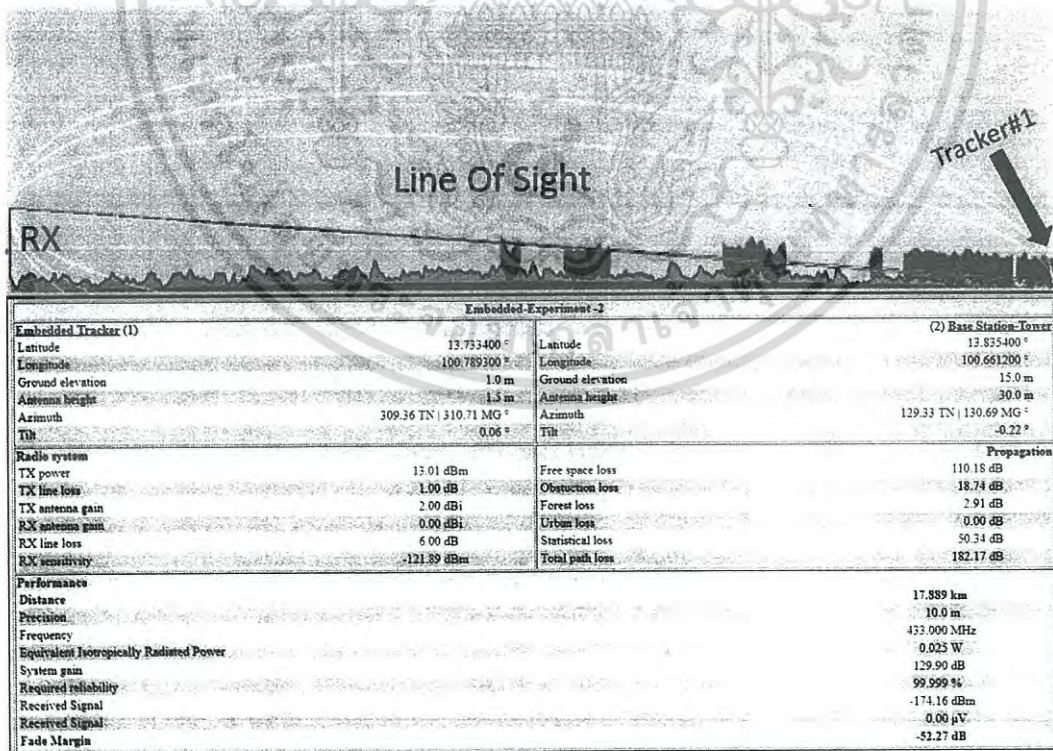 Tracker#1
Line Of Sight
RX
Embedded-Experiment -2
Embedded Tracker (1)
Latitude 13.733400 °
Longitude 100.789300 °
Ground elevation 1.0 m
Antenna height 1.5 m
Azimuth 309.36 TN | 310.71 MG °
Tilt 0.06 °
(2) Base Station-Tower
Latitude 13.835400 °
Longitude 100.661200 °
Ground elevation 15.0 m
Antenna height 30.0 m
Azimuth 129.33 TN | 130.69 MG °
Tilt -0.22 °
Radio system
TX power 13.01 dBm
TX line loss 1.00 dB
TX antenna gain 2.00 dBi
RX antenna gain 0.00 dBi
RX line loss 6.00 dB
RX sensitivity -121.89 dBm
Propagation
Free space loss 110.18 dB
Obstuction loss 18.74 dB
Forest loss 2.91 dB
Urban loss 0.00 dB
Statistical loss 50.34 dB
Total path loss 182.17 dB
Performance
Distance 17.889 km
Precision 10.0 m
Frequency 433.000 MHz
Equivalent Isotropically Radiated Power 0.025 W
System gain 129.90 dB
Required reliability 99.999 %
Received Signal -174.16 dBm
Received Signal 0.00 µV
Fade Margin -52.27 dB